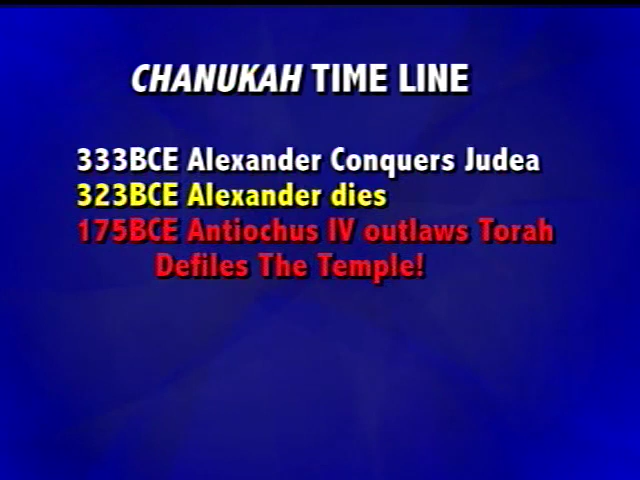 CHANUKAH TIME LINE
333BCE Alexander Conquers Judea
323BCE Alexander dies
175BCE Antiochus IV outlaws Torah
Defiles The Temple!